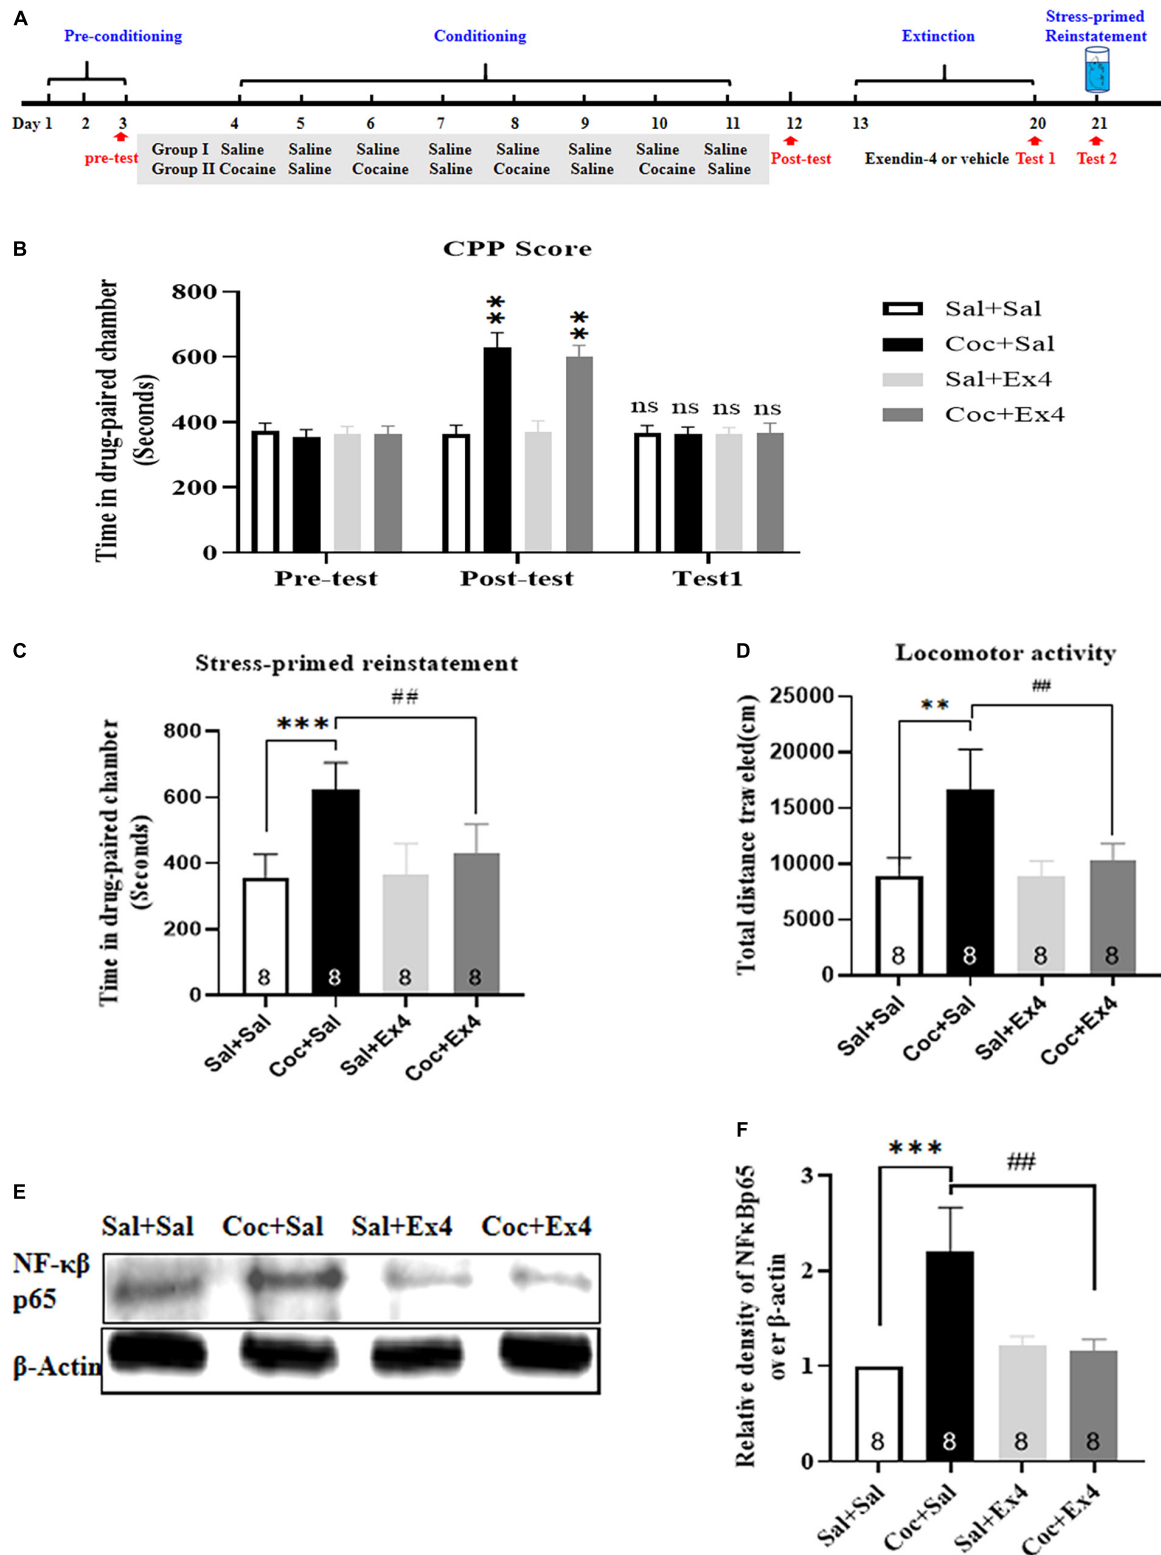 A
Pre-conditioning
Conditioning
Extinction
Stress-primed
Reinstatement
Day 1 2 3 4 5 6 7 8 9 10 11 12 13 20 21
pre-test
Group I Saline Saline Saline Saline Saline Saline Saline Saline
Group II Cocaine Saline Cocaine Saline Cocaine Saline Cocaine Saline
Post-test
Exendin-4 or vehicle
Test 1
Test 2
B
CPP Score
Time in drug-paired chamber
(Seconds)
800
600
400
200
0
**
**
ns ns ns ns
Pre-test Post-test Test1
Sal+Sal
Coc+Sal
Sal+Ex4
Coc+Ex4
C
Stress-primed reinstatement
##
***
Time in drug-paired chamber
(Seconds)
800
600
400
200
0
8 8 8 8
Sal+Sal Coc+Sal Sal+Ex4 Coc+Ex4
D
Locomotor activity
##
**
Total distance traveled(cm)
25000
20000
15000
10000
5000
0
8 8 8 8
Sal+Sal Coc+Sal Sal+Ex4 Coc+Ex4
E
Sal+Sal Coc+Sal Sal+Ex4 Coc+Ex4
NF-κβ
p65
β-Actin
F
***
##
Relative density of NFκBp65
over β-actin
3
2
1
0
8 8 8 8
Sal+Sal Coc+Sal Sal+Ex4 Coc+Ex4